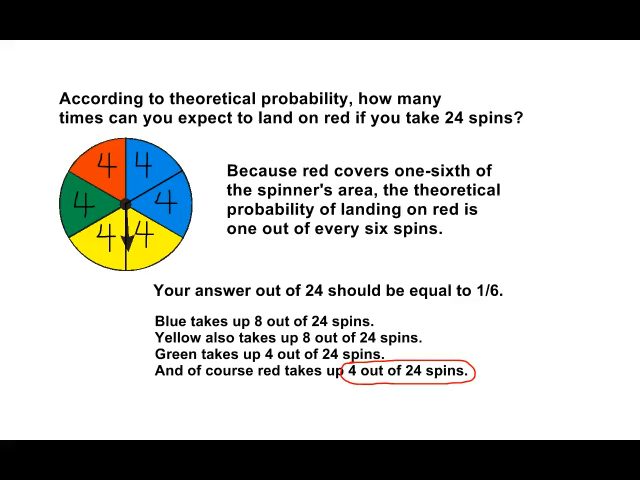 According to theoretical probability, how many
times can you expect to land on red if you take 24 spins?
4 4
4 4
4 4
Because red covers one-sixth of
the spinner's area, the theoretical
probability of landing on red is
one out of every six spins.
Your answer out of 24 should be equal to 1/6.
Blue takes up 8 out of 24 spins.
Yellow also takes up 8 out of 24 spins.
Green takes up 4 out of 24 spins.
And of course red takes up 4 out of 24 spins.